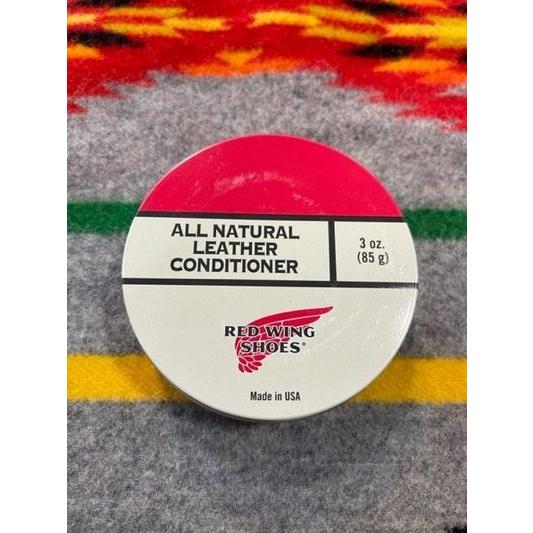 ALL NATURAL
LEATHER
CONDITIONER
3 oz.
(85 g)
RED WING
SHOES®
Made in USA